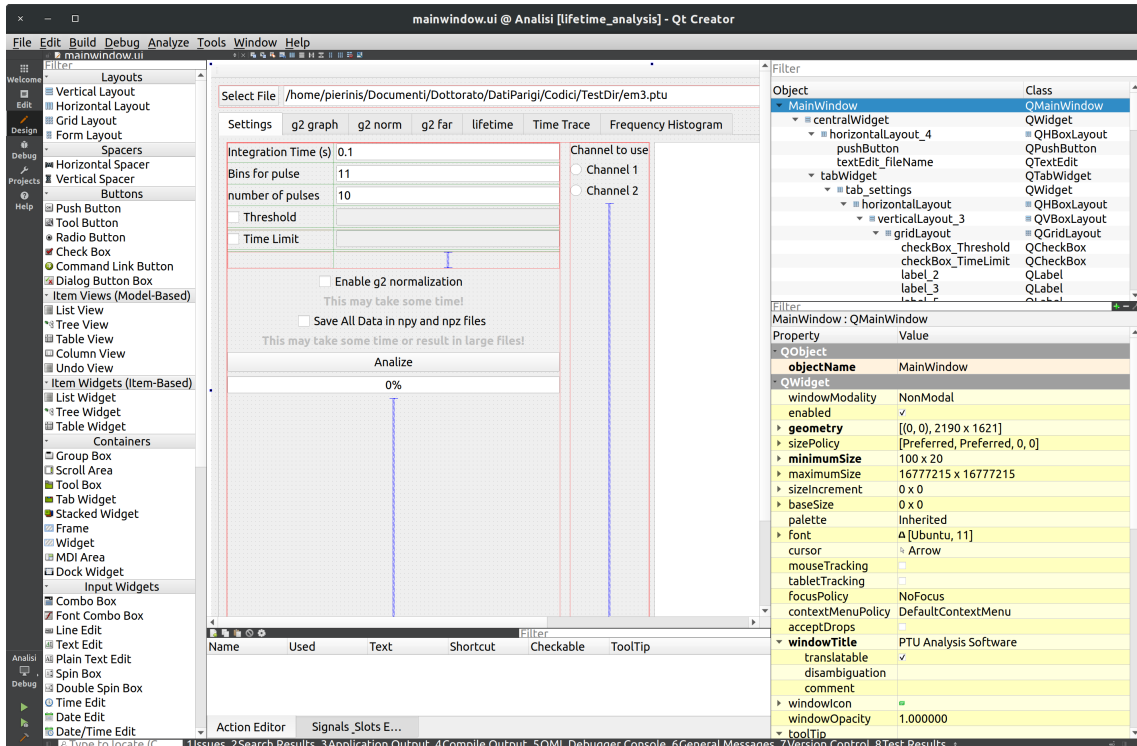 mainwindow.ui @ Analisi [lifetime_analysis] - Qt Creator
File Edit Build Debug Analyze Tools Window Help
mainwindow.ui
Welcome
Edit
Design
Debug
Projects
Help
Analisi
Debug
Filter
Layouts
Vertical Layout
Horizontal Layout
Grid Layout
Form Layout
Spacers
Horizontal Spacer
Vertical Spacer
Buttons
Push Button
Tool Button
Radio Button
Check Box
Command Link Button
Dialog Button Box
Item Views (Model-Based)
List View
Tree View
Table View
Column View
Undo View
Item Widgets (Item-Based)
List Widget
Tree Widget
Table Widget
Containers
Group Box
Scroll Area
Tool Box
Tab Widget
Stacked Widget
Frame
Widget
MDI Area
Dock Widget
Input Widgets
Combo Box
Font Combo Box
Line Edit
Text Edit
Plain Text Edit
Spin Box
Double Spin Box
Time Edit
Date Edit
Date/Time Edit
Select File /home/pierinis/Documenti/Dottorato/DatiParigi/Codici/TestDir/em3.ptu
Settings g2 graph g2 norm g2 far lifetime Time Trace Frequency Histogram
Integration Time (s) 0.1
Bins for pulse 11
number of pulses 10
Threshold
Time Limit
Channel to use
Channel 1
Channel 2
Enable g2 normalization
This may take some time!
Save All Data in npy and npz files
This may take some time or result in large files!
Analize
0%
Filter
Name Used Text Shortcut Checkable ToolTip
Action Editor Signals_Slots E...
Filter
Object Class
MainWindow QMainWindow
centralWidget QWidget
horizontalLayout_4 QHBoxLayout
pushButton QPushButton
textEdit_fileName QTextEdit
tabWidget QTabWidget
tab_settings QWidget
horizontalLayout QHBoxLayout
verticalLayout_3 QVBoxLayout
gridLayout QGridLayout
checkBox_Threshold QCheckBox
checkBox_TimeLimit QCheckBox
label_2 QLabel
label_3 QLabel
label_5 QLabel
Filter
MainWindow : QMainWindow
Property Value
QObject
objectName MainWindow
QWidget
windowModality NonModal
enabled
geometry [(0, 0), 2190 x 1621]
sizePolicy [Preferred, Preferred, 0, 0]
minimumSize 100 x 20
maximumSize 16777215 x 16777215
sizeIncrement 0 x 0
baseSize 0 x 0
palette Inherited
font [Ubuntu, 11]
cursor Arrow
mouseTracking
tabletTracking
focusPolicy NoFocus
contextMenuPolicy DefaultContextMenu
acceptDrops
windowTitle PTU Analysis Software
translatable
disambiguation
comment
windowIcon
windowOpacity 1.000000
toolTip
Type to locate (C 1 Issues 2 Search Results 3 Application Output 4 Compile Output 5 QML Debugger Console 6 General Messages 7 Version Control 8 Test Results